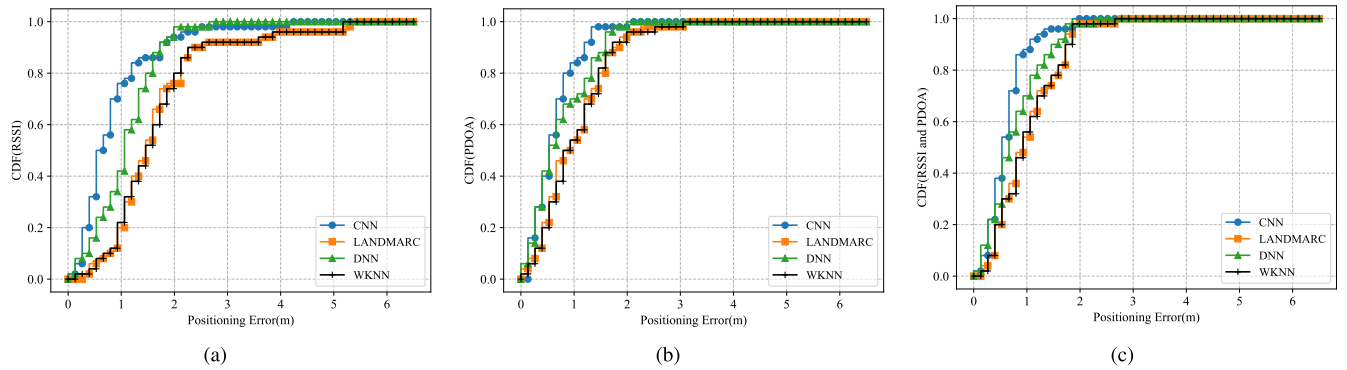 CDF(RSSI)
1.0
0.8
0.6
0.4
0.2
0.0
0 1 2 3 4 5 6
Positioning Error(m)
CNN
LANDMARC
DNN
WKNN
(a)
CDF(PDOA)
1.0
0.8
0.6
0.4
0.2
0.0
0 1 2 3 4 5 6
Positioning Error(m)
CNN
LANDMARC
DNN
WKNN
(b)
CDF(RSSI and PDOA)
1.0
0.8
0.6
0.4
0.2
0.0
0 1 2 3 4 5 6
Positioning Error(m)
CNN
LANDMARC
DNN
WKNN
(c)